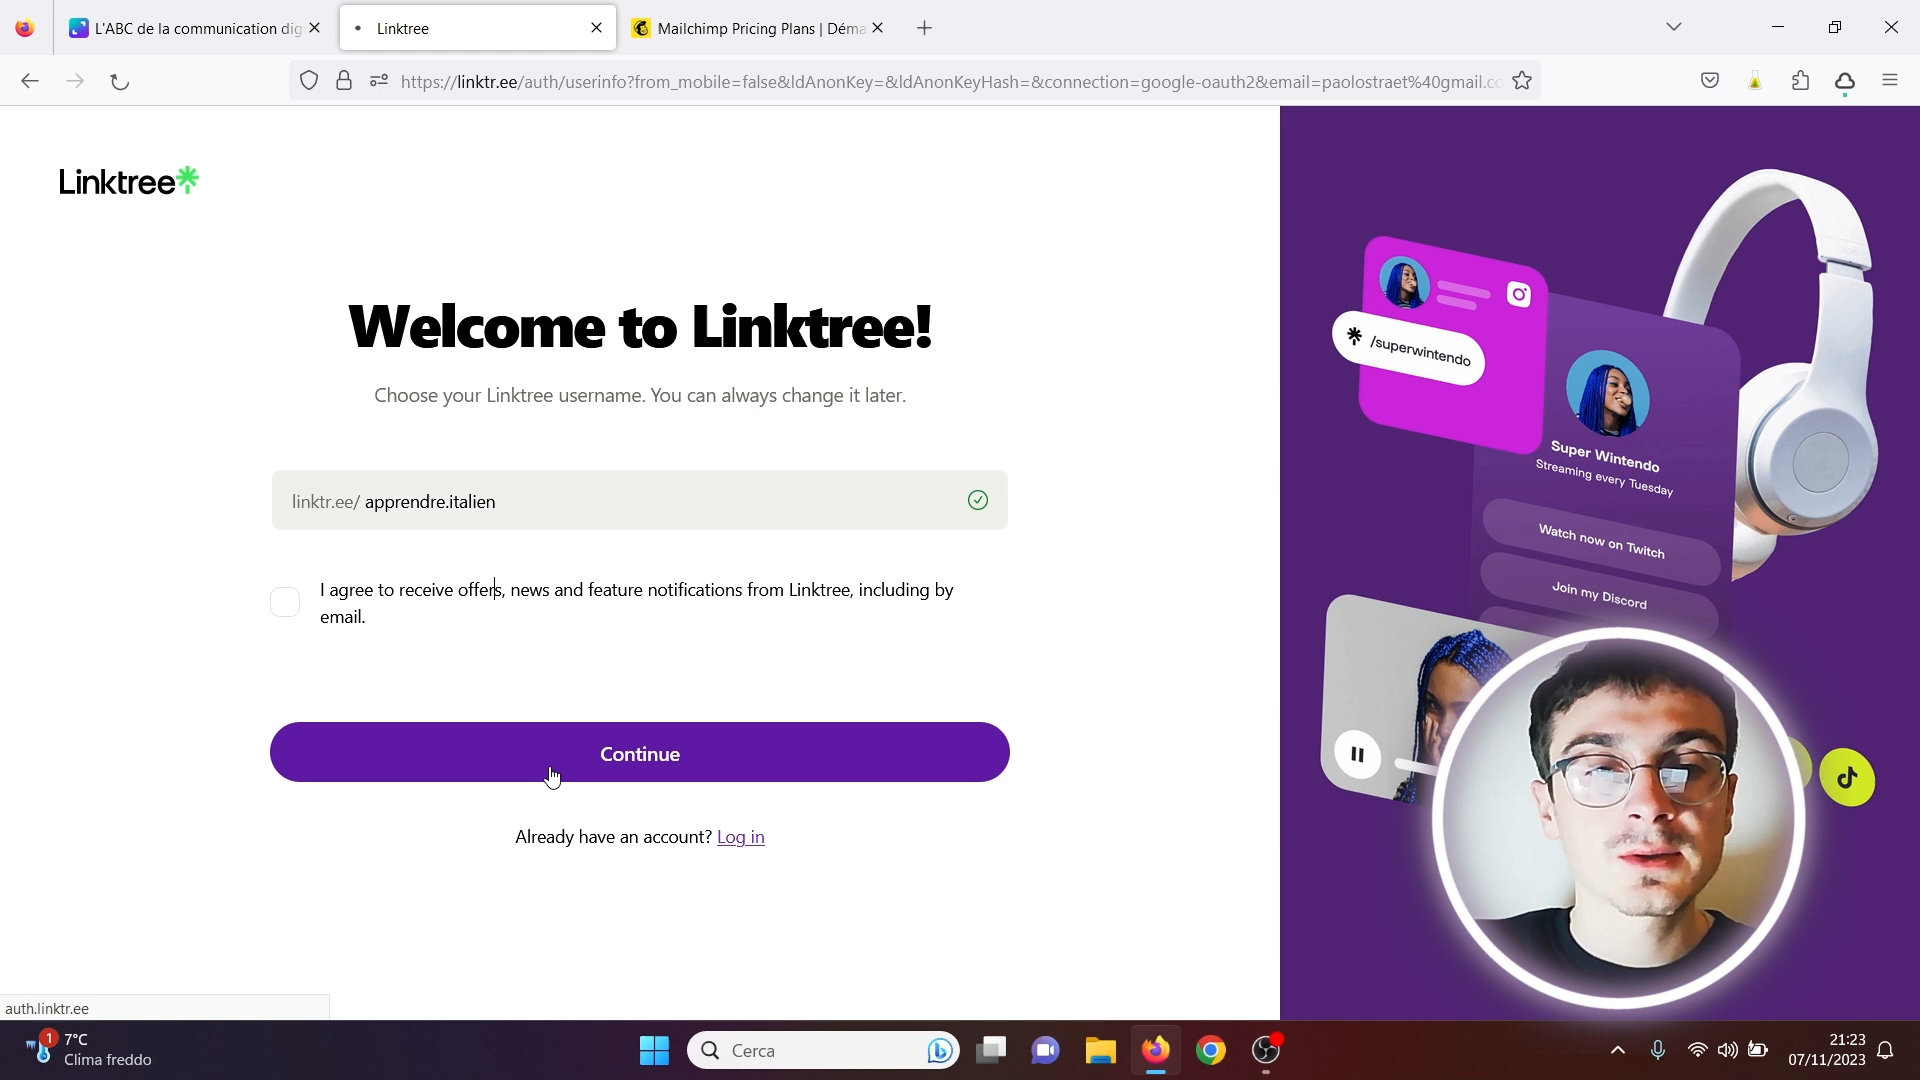 L'ABC de la communication dig
Linktree
Mailchimp Pricing Plans | Déma
https://linktr.ee/auth/userinfo?from_mobile=false&ldAnonKey=&ldAnonKeyHash=&connection=google-oauth2&email=paolostraet%40gmail.co
Linktree
Welcome to Linktree!
Choose your Linktree username. You can always change it later.
linktr.ee/ apprendre.italien
I agree to receive offers, news and feature notifications from Linktree, including by
email.
Continue
Already have an account? Log in
/superwintendo
Super Wintendo
Streaming every Tuesday
Watch now on Twitch
Join my Discord
auth.linktr.ee
1
7°C
Clima freddo
Cerca
21:23
07/11/2023